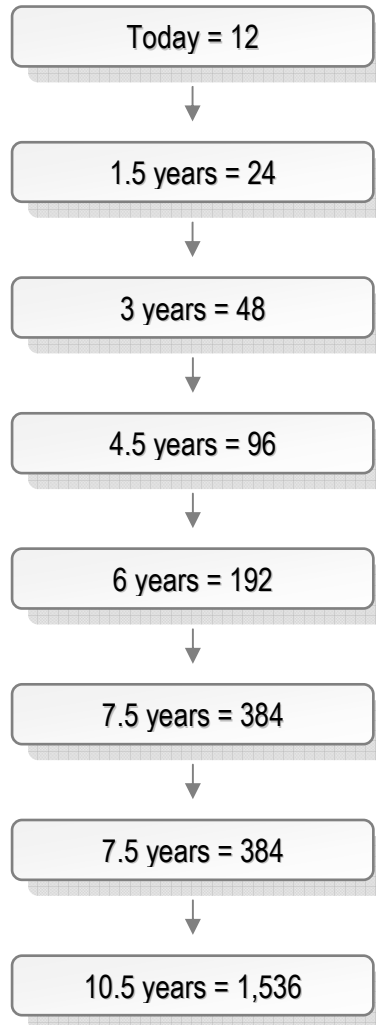 Today = 12
1.5 years = 24
3 years = 48
4.5 years = 96
6 years = 192
7.5 years = 384
7.5 years = 384
10.5 years = 1,536